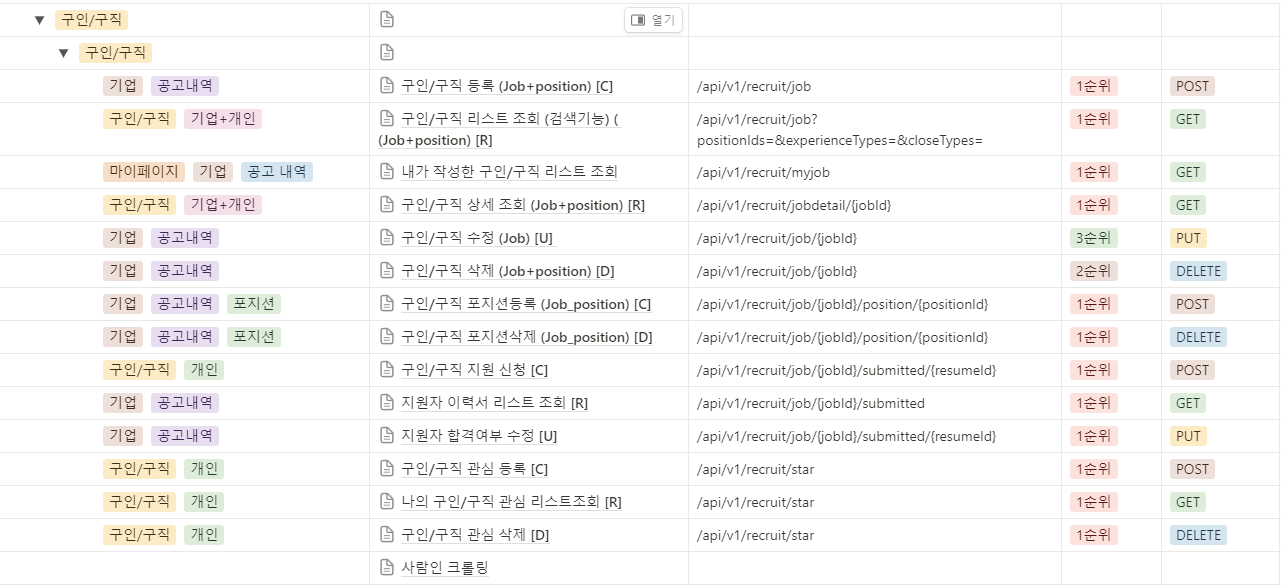 ▼ 구인/구직 열기
▼ 구인/구직
기업 공고내역 구인/구직 등록 (Job+position) [C] /api/v1/recruit/job 1순위 POST
구인/구직 기업+개인 구인/구직 리스트 조회 (검색기능) ( /api/v1/recruit/job? 1순위 GET
(Job+position) [R] positionIds=&experienceTypes=&closeTypes=
마이페이지 기업 공고 내역 내가 작성한 구인/구직 리스트 조회 /api/v1/recruit/myjob 1순위 GET
구인/구직 기업+개인 구인/구직 상세 조회 (Job+position) [R] /api/v1/recruit/jobdetail/{jobId} 1순위 GET
기업 공고내역 구인/구직 수정 (Job) [U] /api/v1/recruit/job/{jobId} 3순위 PUT
기업 공고내역 구인/구직 삭제 (Job+position) [D] /api/v1/recruit/job/{jobId} 2순위 DELETE
기업 공고내역 포지션 구인/구직 포지션등록 (Job_position) [C] /api/v1/recruit/job/{jobId}/position/{positionId} 1순위 POST
기업 공고내역 포지션 구인/구직 포지션삭제 (Job_position) [D] /api/v1/recruit/job/{jobId}/position/{positionId} 1순위 DELETE
구인/구직 개인 구인/구직 지원 신청 [C] /api/v1/recruit/job/{jobId}/submitted/{resumeId} 1순위 POST
기업 공고내역 지원자 이력서 리스트 조회 [R] /api/v1/recruit/job/{jobId}/submitted 1순위 GET
기업 공고내역 지원자 합격여부 수정 [U] /api/v1/recruit/job/{jobId}/submitted/{resumeId} 1순위 PUT
구인/구직 개인 구인/구직 관심 등록 [C] /api/v1/recruit/star 1순위 POST
구인/구직 개인 나의 구인/구직 관심 리스트조회 [R] /api/v1/recruit/star 1순위 GET
구인/구직 개인 구인/구직 관심 삭제 [D] /api/v1/recruit/star 1순위 DELETE
사람인 크롤링